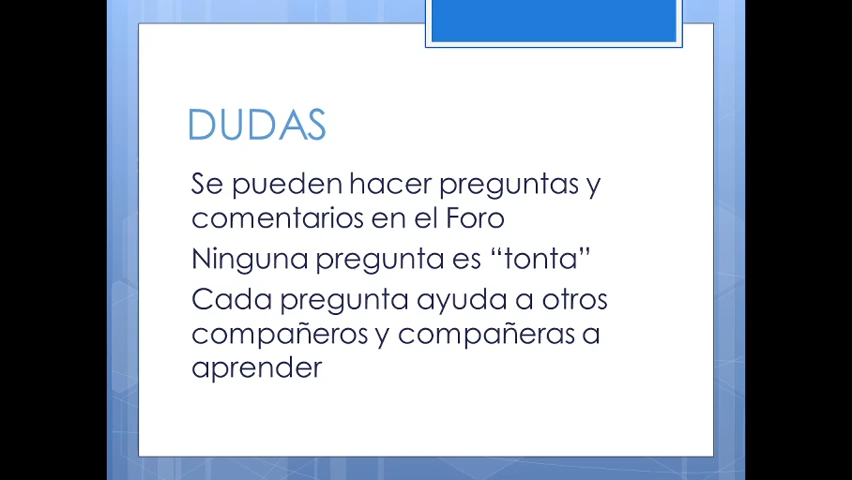 DUDAS
Se pueden hacer preguntas y
comentarios en el Foro
Ninguna pregunta es “tonta”
Cada pregunta ayuda a otros
compañeros y compañeras a
aprender